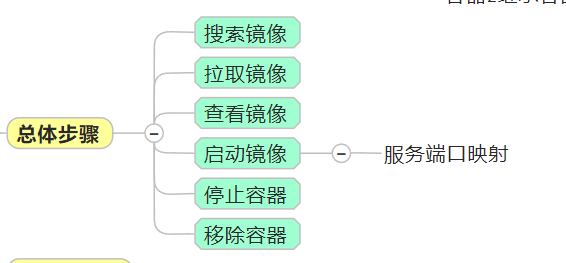 总体步骤
搜索镜像
拉取镜像
查看镜像
启动镜像
服务端口映射
停止容器
移除容器